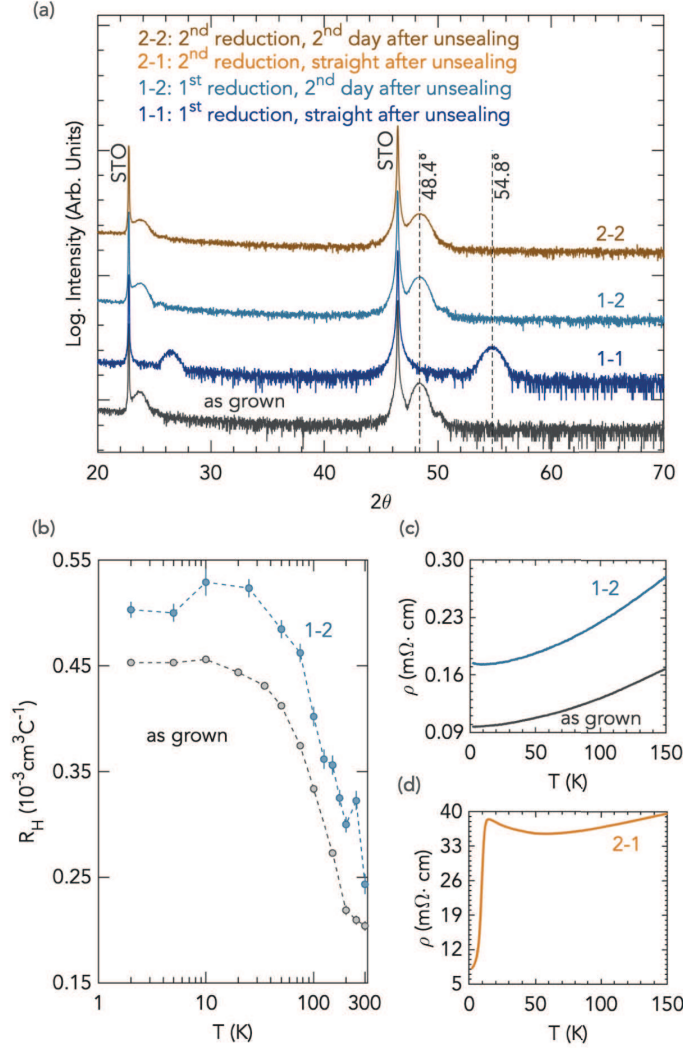 (a)
2-2: 2nd reduction, 2nd day after unsealing
2-1: 2nd reduction, straight after unsealing
1-2: 1st reduction, 2nd day after unsealing
1-1: 1st reduction, straight after unsealing
STO
STO
48.4°
54.8°
Log. Intensity (Arb. Units)
2-2
1-2
1-1
as grown
20 30 40 50 60 70
2θ
(b)
0.55
0.45
0.35
0.25
0.15
R_H (10⁻³cm³C⁻¹)
1-2
as grown
1 10 100 300
T (K)
(c)
0.30
0.23
0.16
0.09
ρ (mΩ· cm)
1-2
as grown
0 50 100 150
T (K)
(d)
40
36
29
26
12
5
33
ρ (mΩ· cm)
2-1
0 50 100 150
T (K)